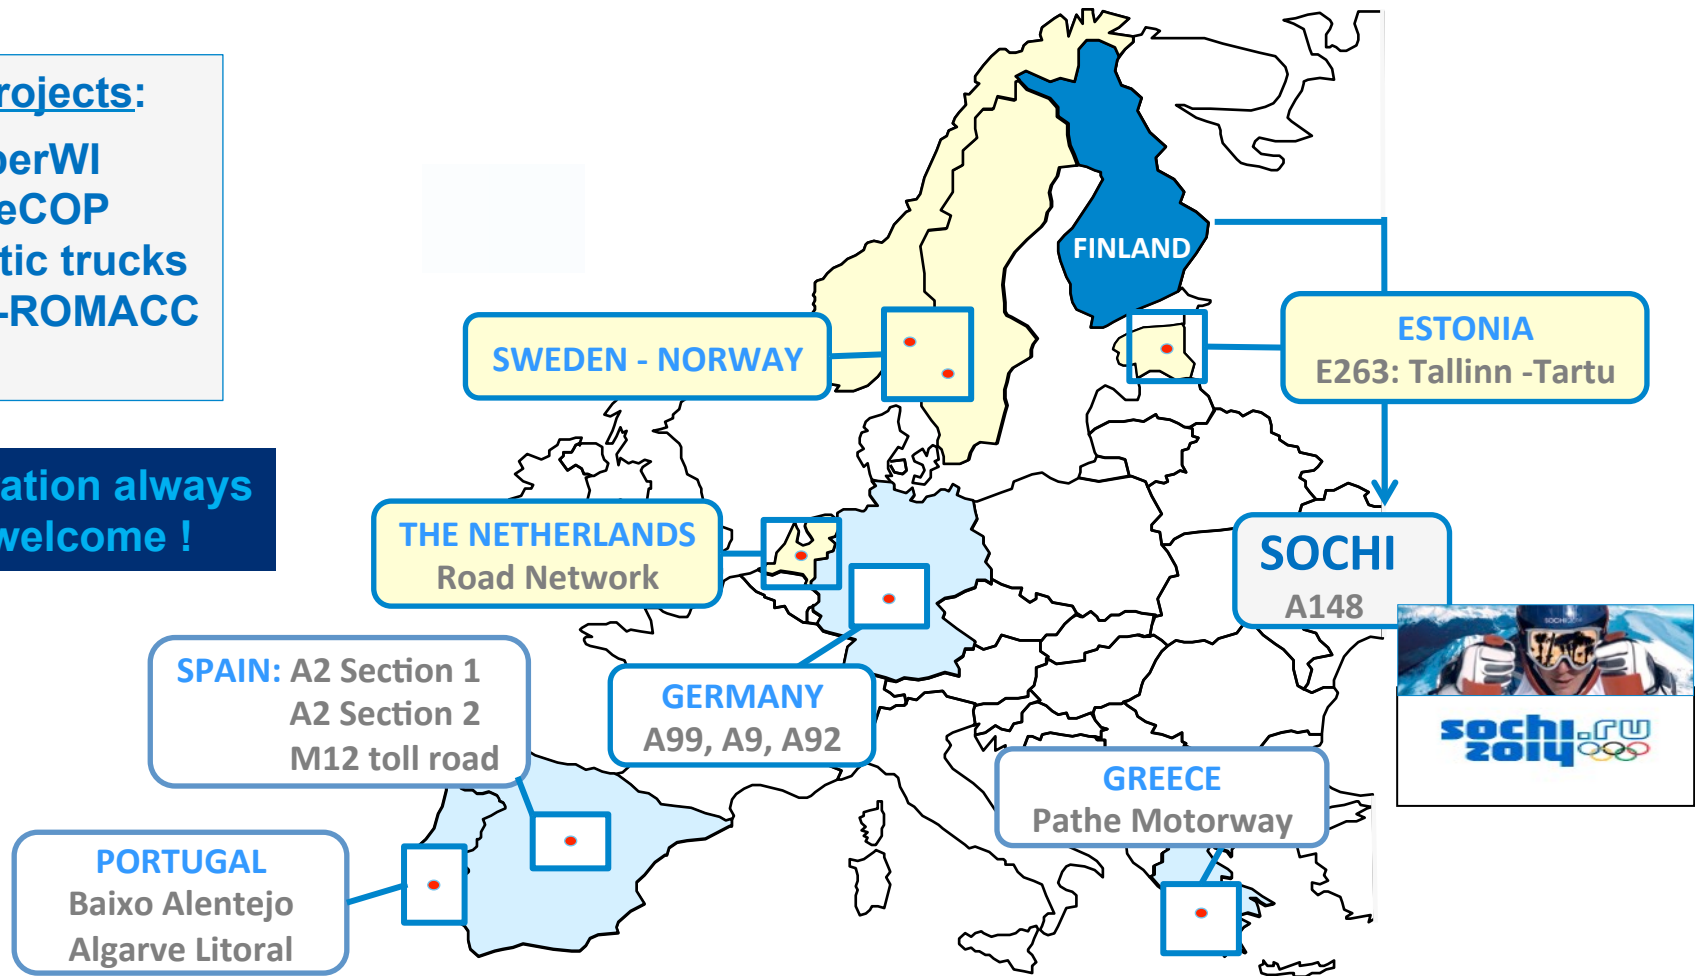 rojects:
perWI
eCOP
tic trucks
-ROMACC
ation always
welcome !
FINLAND
SWEDEN - NORWAY
ESTONIA
E263: Tallinn -Tartu
THE NETHERLANDS
Road Network
SOCHI
A148
SPAIN: A2 Section 1
A2 Section 2
M12 toll road
GERMANY
A99, A9, A92
GREECE
Pathe Motorway
PORTUGAL
Baixo Alentejo
Algarve Litoral
sochi.ru
2014